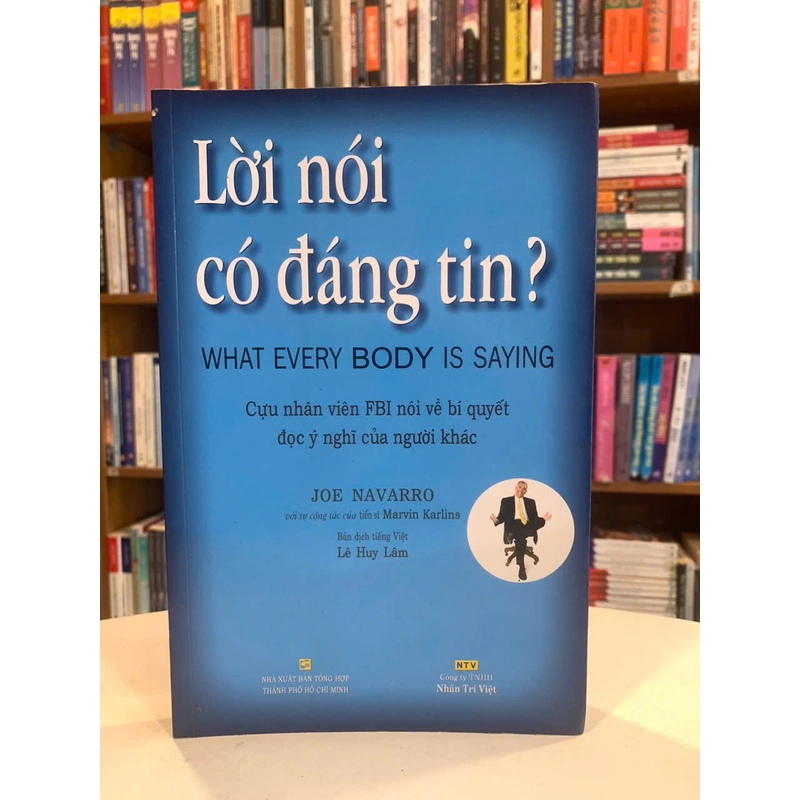 Lời nói
có đáng tin?
WHAT EVERY BODY IS SAYING
Cựu nhân viên FBI nói về bí quyết
đọc ý nghĩ của người khác
JOE NAVARRO
với sự cộng tác của tiến sĩ Marvin Karlins
Bản dịch tiếng Việt
Lê Huy Lâm
NHÀ XUẤT BẢN TỔNG HỢP
THÀNH PHỐ HỒ CHÍ MINH
NTV
Công ty TNHH
Nhân Trí Việt